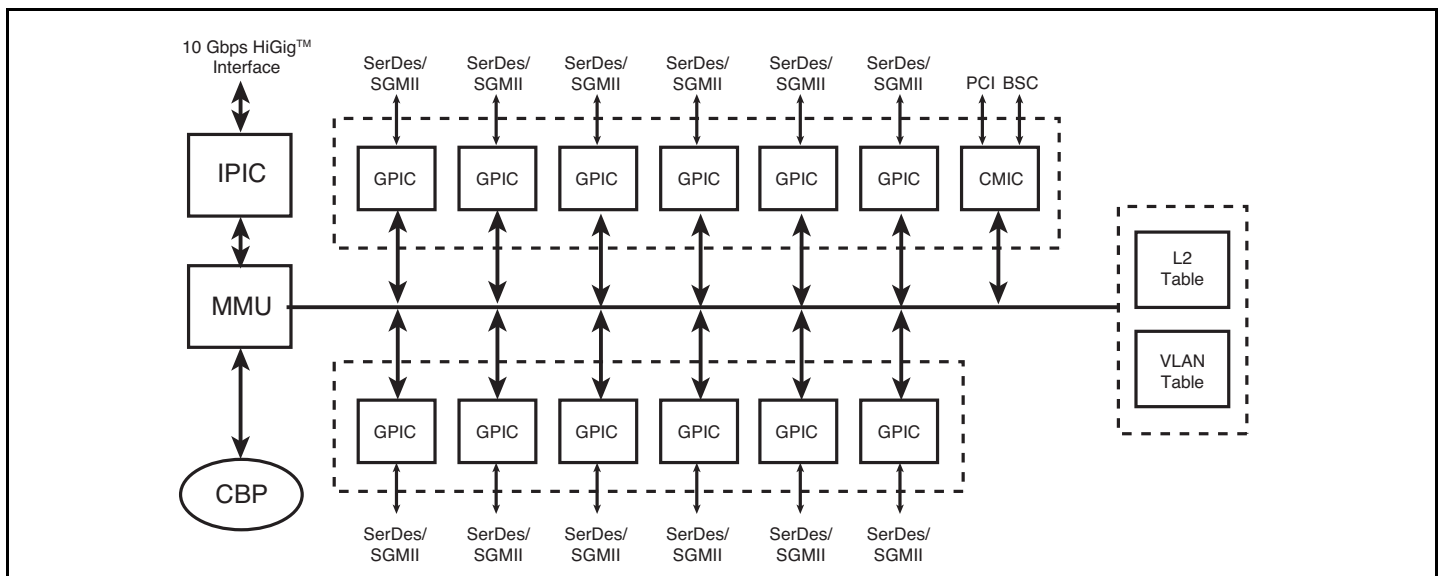 10 Gbps HiGig™
Interface
SerDes/
SGMII
SerDes/
SGMII
SerDes/
SGMII
SerDes/
SGMII
SerDes/
SGMII
SerDes/
SGMII
PCI BSC
IPIC
GPIC
GPIC
GPIC
GPIC
GPIC
GPIC
CMIC
MMU
L2
Table
VLAN
Table
GPIC
GPIC
GPIC
GPIC
GPIC
GPIC
CBP
SerDes/
SGMII
SerDes/
SGMII
SerDes/
SGMII
SerDes/
SGMII
SerDes/
SGMII
SerDes/
SGMII